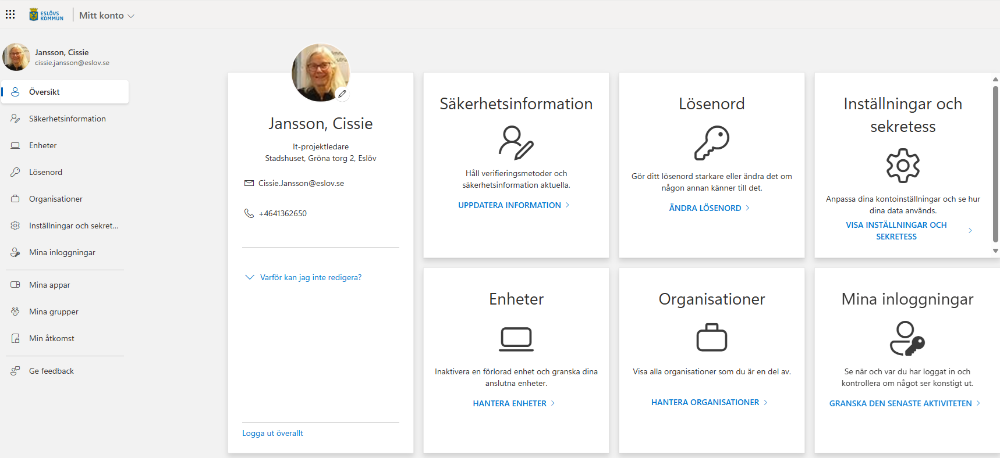 ESLÖVS
KOMMUN
Mitt konto
Jansson, Cissie
cissie.jansson@eslov.se
Översikt
Säkerhetsinformation
Enheter
Lösenord
Organisationer
Inställningar och sekret...
Mina inloggningar
Mina appar
Mina grupper
Min åtkomst
Ge feedback
Jansson, Cissie
It-projektledare
Stadshuset, Gröna torg 2, Eslöv
Cissie.Jansson@eslov.se
+4641362650
Varför kan jag inte redigera?
Logga ut överallt
Säkerhetsinformation
Håll verifieringsmetoder och
säkerhetsinformation aktuella.
UPPDATERA INFORMATION
Lösenord
Gör ditt lösenord starkare eller ändra det om
någon annan känner till det.
ÄNDRA LÖSENORD
Inställningar och
sekretess
Anpassa dina kontoinställningar och se hur
dina data används.
VISA INSTÄLLNINGAR OCH
SEKRETESS
Enheter
Inaktivera en förlorad enhet och granska dina
anslutna enheter.
HANTERA ENHETER
Organisationer
Visa alla organisationer som du är en del av.
HANTERA ORGANISATIONER
Mina inloggningar
Se när och var du har loggat in och
kontrollera om något ser konstigt ut.
GRANSKA DEN SENASTE AKTIVITETEN